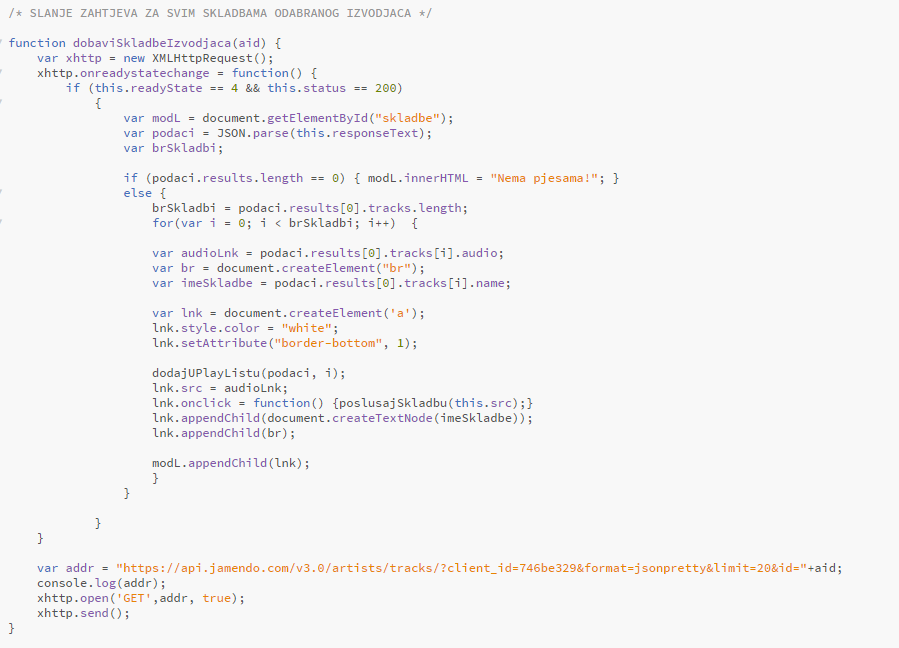 /* SLANJE ZAHTJEVA ZA SVIM SKLADBAMA ODABRANOG IZVODJACA */
function dobaviSkladbeIzvodjaca(aid) {
var xhttp = new XMLHttpRequest();
xhttp.onreadystatechange = function() {
if (this.readyState == 4 && this.status == 200)
{
var modL = document.getElementById("skladbe");
var podaci = JSON.parse(this.responseText);
var brSkladbi;
if (podaci.results.length == 0) { modL.innerHTML = "Nema pjesama!"; }
else {
brSkladbi = podaci.results[0].tracks.length;
for(var i = 0; i < brSkladbi; i++)  {
var audioLnk = podaci.results[0].tracks[i].audio;
var br = document.createElement("br");
var imeSkladbe = podaci.results[0].tracks[i].name;
var lnk = document.createElement('a');
lnk.style.color = "white";
lnk.setAttribute("border-bottom", 1);
dodajUPlayListu(podaci, i);
lnk.src = audioLnk;
lnk.onclick = function() {poslusajSkladbu(this.src);}
lnk.appendChild(document.createTextNode(imeSkladbe));
lnk.appendChild(br);
modL.appendChild(lnk);
}
}
}
}
var addr = "https://api.jamendo.com/v3.0/artists/tracks/?client_id=746be329&format=jsonpretty&limit=20&id="+aid;
console.log(addr);
xhttp.open('GET',addr, true);
xhttp.send();
}